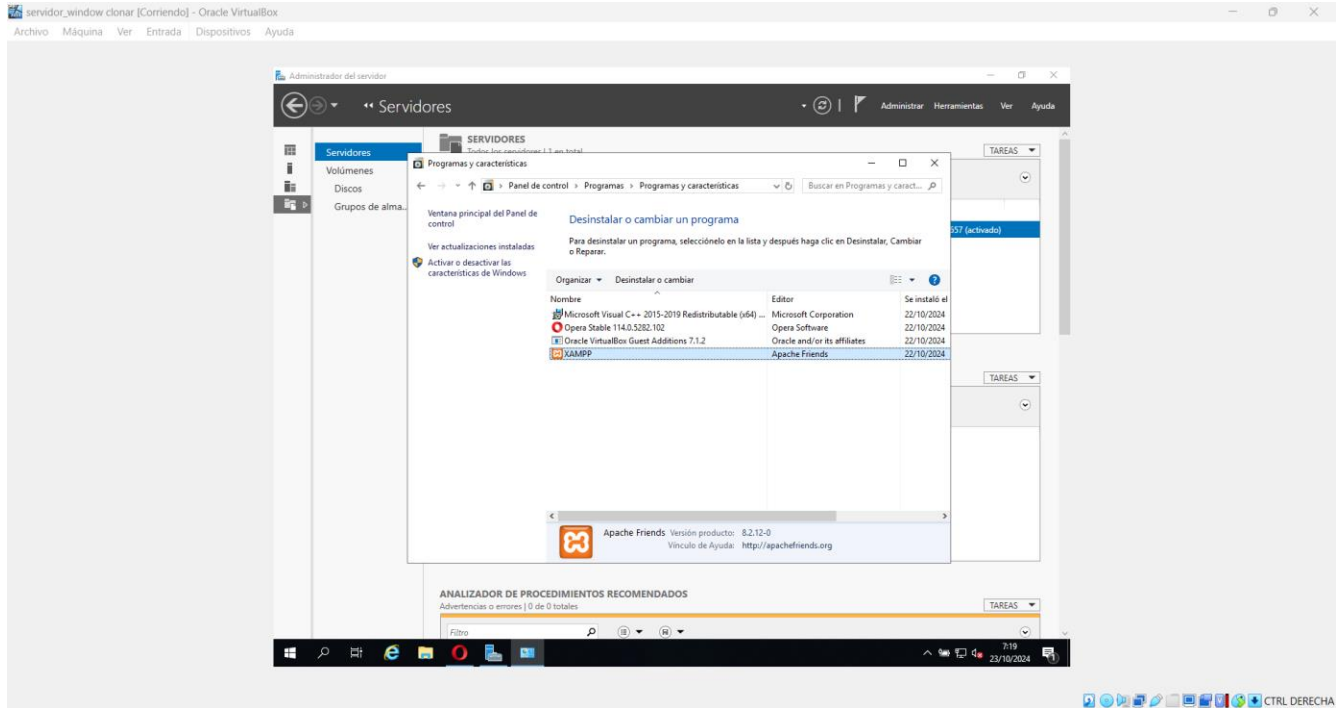 servidor_window clonar [Corriendo] - Oracle VirtualBox
Archivo Máquina Ver Entrada Dispositivos Ayuda
Administrador del servidor
Servidores
Administrar Herramientas Ver Ayuda
SERVIDORES
Todos los servidores | 1 en total
TAREAS
Servidores
Volúmenes
Discos
Grupos de alma...
557 (activado)
Programas y características
Panel de control > Programas > Programas y características
Buscar en Programas y caract...
Ventana principal del Panel de
control
Ver actualizaciones instaladas
Activar o desactivar las
características de Windows
Desinstalar o cambiar un programa
Para desinstalar un programa, selecciónelo en la lista y después haga clic en Desinstalar, Cambiar
o Reparar.
Organizar Desinstalar o cambiar
Nombre Editor Se instaló el
Microsoft Visual C++ 2015-2019 Redistributable (x64) ... Microsoft Corporation 22/10/2024
Opera Stable 114.0.5282.102 Opera Software 22/10/2024
Oracle VirtualBox Guest Additions 7.1.2 Oracle and/or its affiliates 22/10/2024
XAMPP Apache Friends 22/10/2024
TAREAS
Apache Friends Versión producto: 8.2.12-0
Vínculo de Ayuda: http://apachefriends.org
ANALIZADOR DE PROCEDIMIENTOS RECOMENDADOS
Advertencias o errores | 0 de 0 totales
TAREAS
Filtro
7:19
23/10/2024
CTRL DERECHA